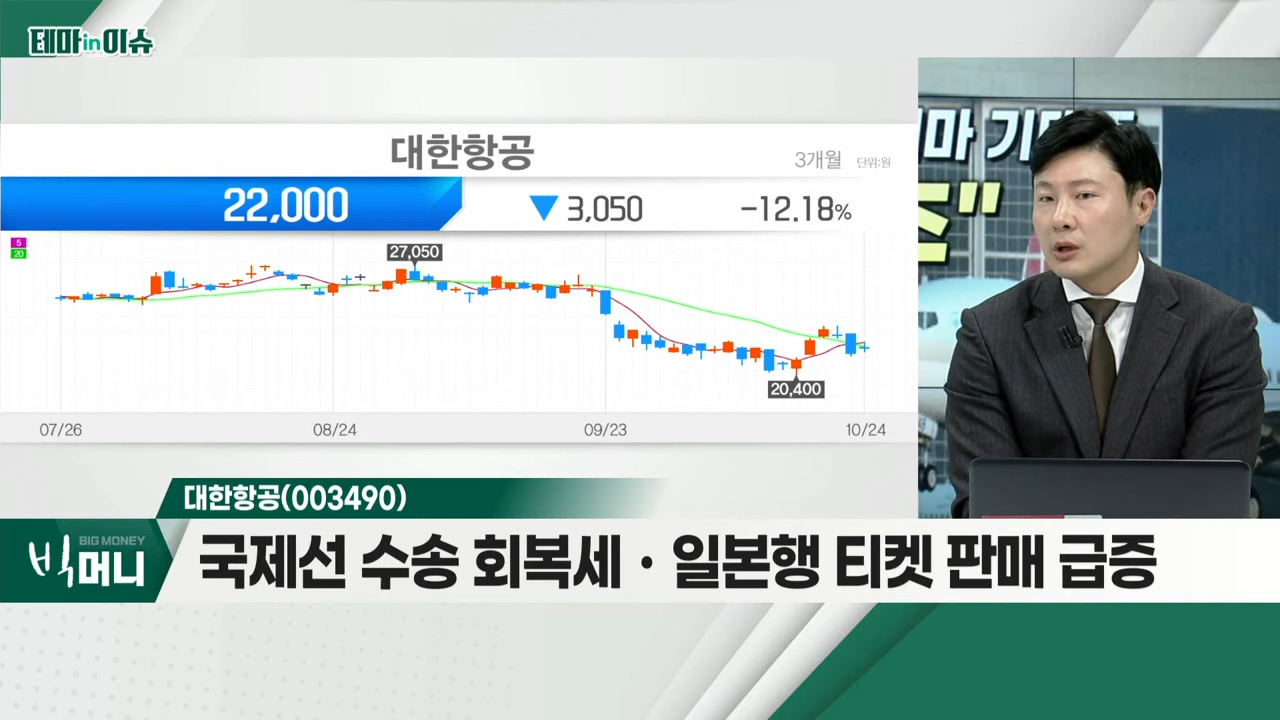 테마in이슈
대한항공
3개월 단위:원
22,000 ▼ 3,050 -12.18%
5
20
27,050
20,400
07/26 08/24 09/23 10/24
마 기
즈"
대한항공(003490)
BIG MONEY
빅머니
국제선 수송 회복세·일본행 티켓 판매 급증